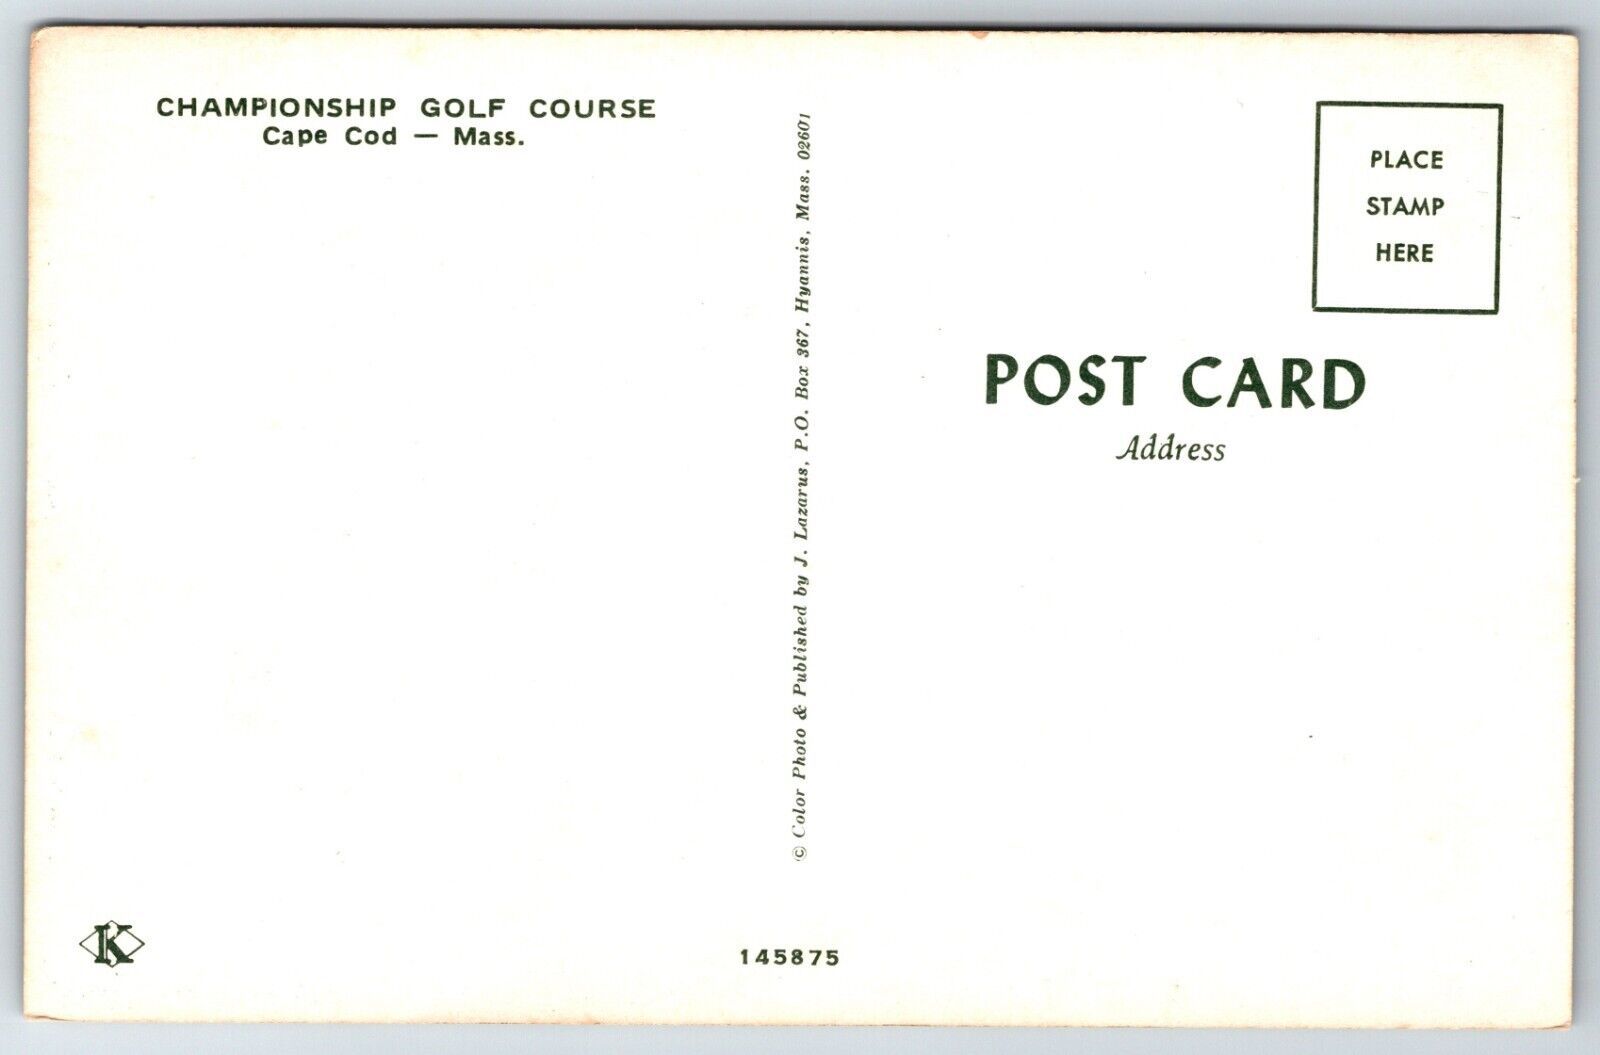 CHAMPIONSHIP GOLF COURSE
Cape Cod — Mass.
© Color Photo & Published by J. Lazarus, P.O. Box 367, Hyannis, Mass. 02601
PLACE
STAMP
HERE
POST CARD
Address
K
145875